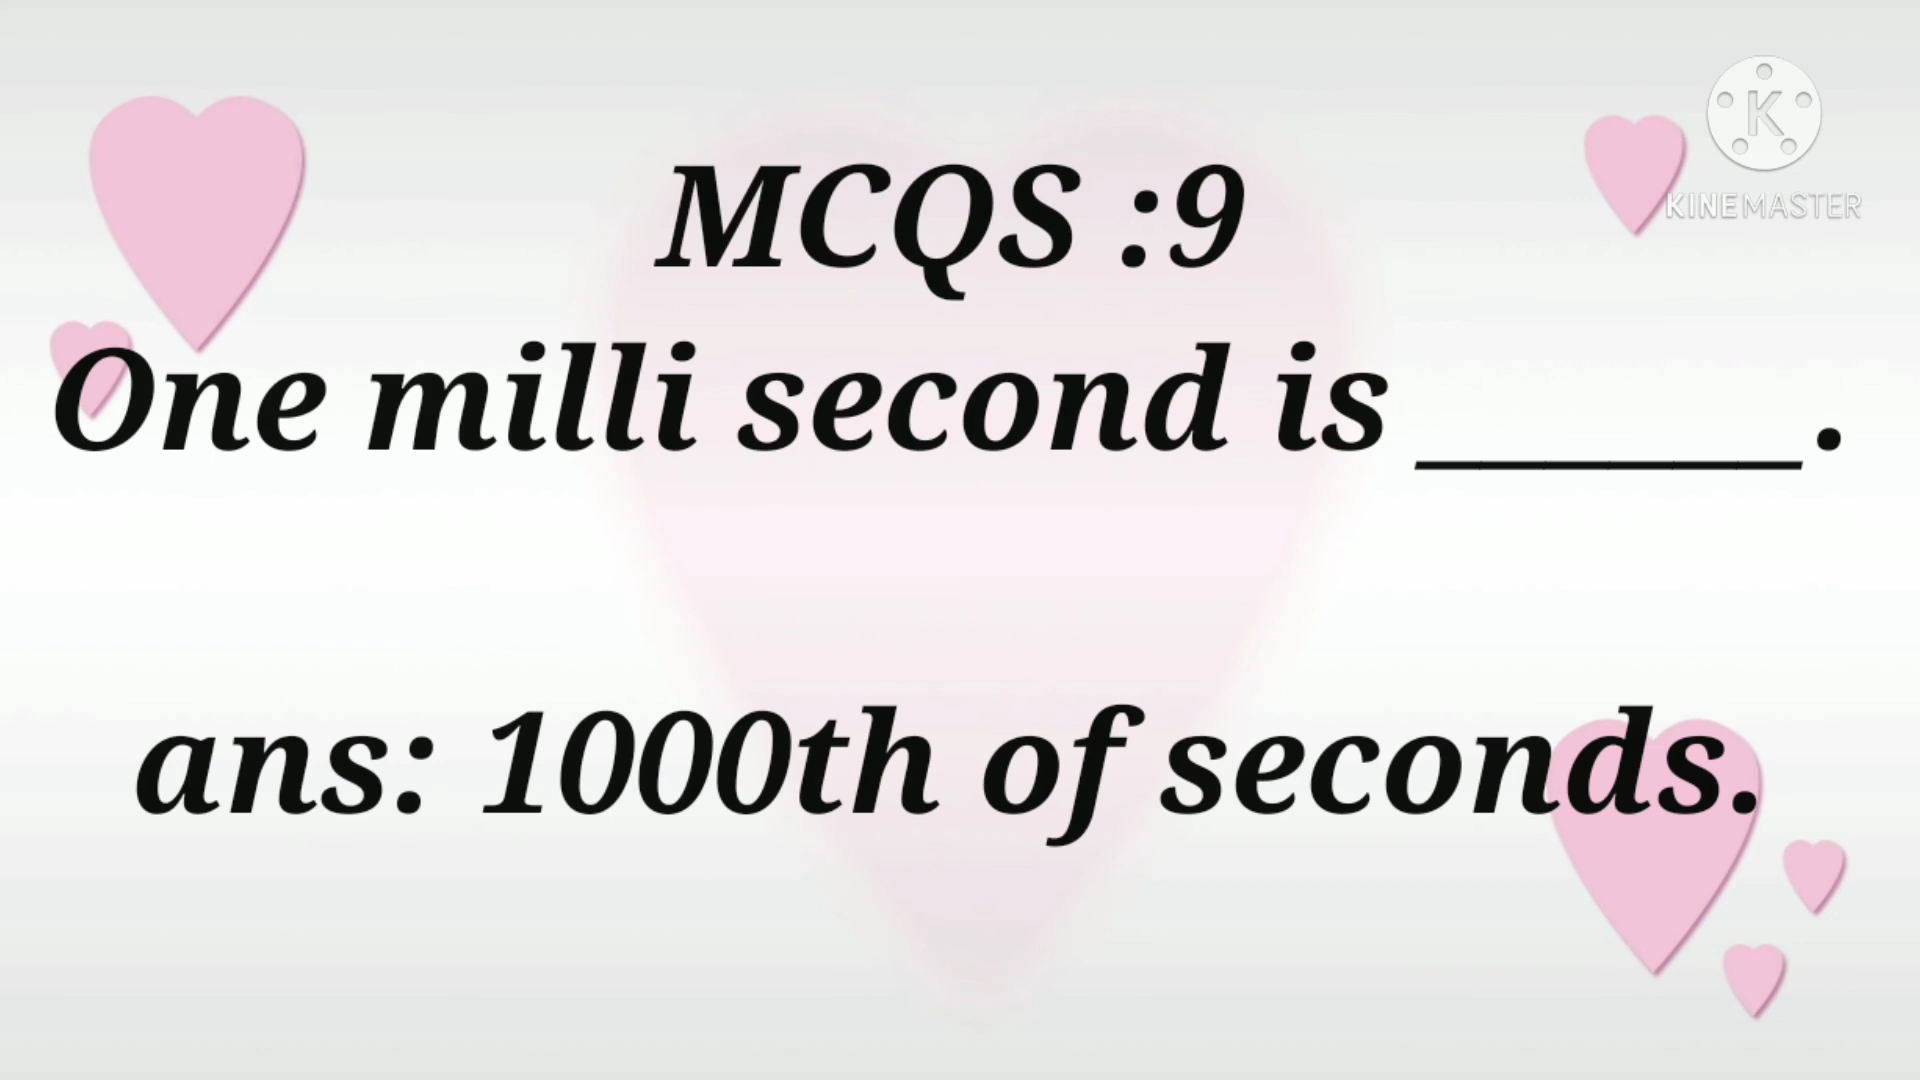 MCQS :9
K
KINEMASTER
One milli second is ______.
ans: 1000th of seconds.